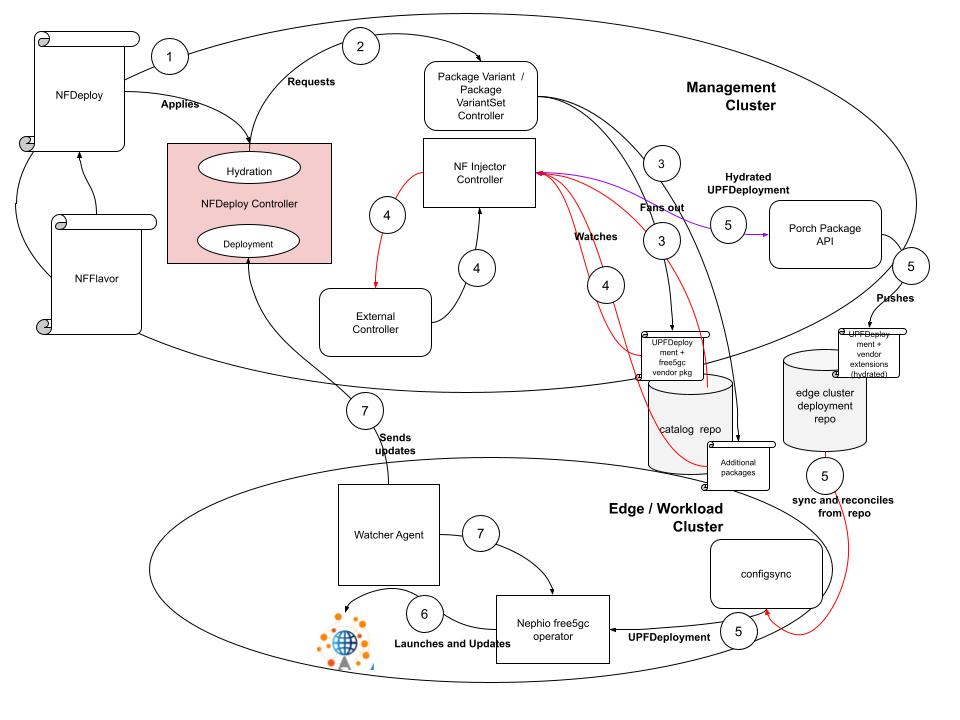 NFDeploy
1
Applies
2
Requests
Package Variant /
Package
VariantSet
Controller
Management
Cluster
Hydration
NFDeploy Controller
Deployment
NF Injector
Controller
3
Fans out
3
Hydrated
UPFDeployment
5
Porch Package
API
4
4
Watches
4
5
Pushes
NFFlavor
External
Controller
UPFDeploy
ment +
free5gc
vendor pkg
UPFDeploy
ment +
vendor
extensions
(hydrated)
catalog repo
edge cluster
deployment
repo
7
Sends
updates
Additional
packages
5
sync and reconciles
from repo
Edge / Workload
Cluster
Watcher Agent
7
configsync
6
Launches and Updates
Nephio free5gc
operator
UPFDeployment
5